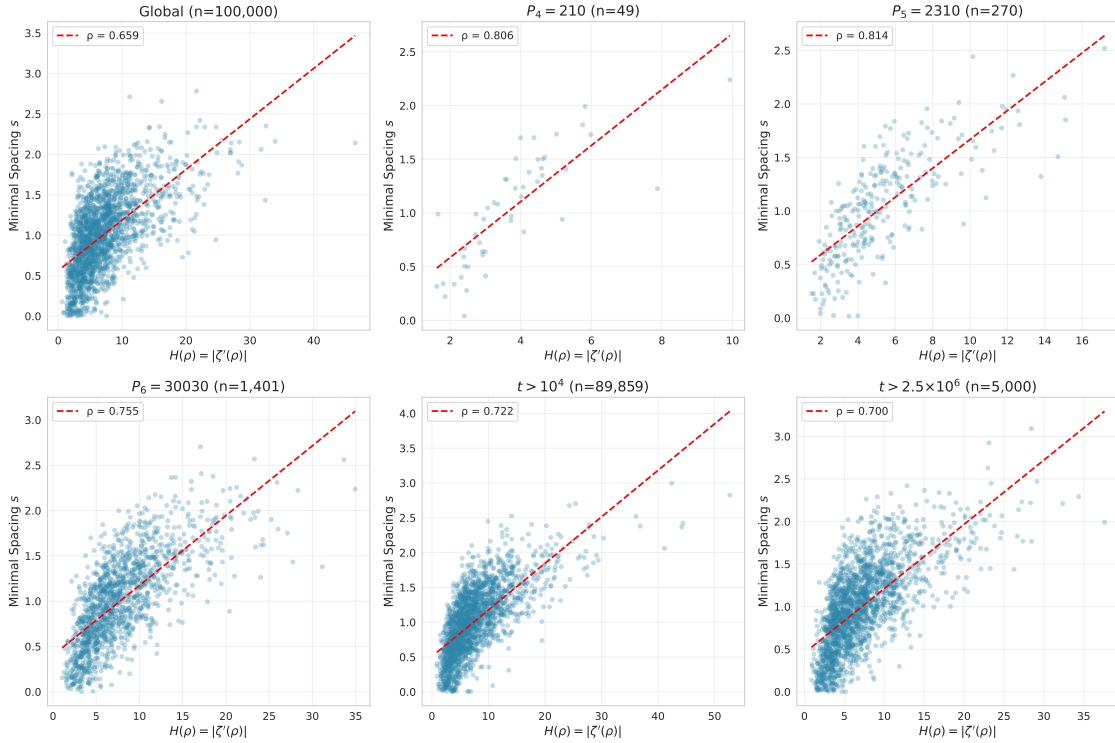 Global (n=100,000)
ρ = 0.659
Minimal Spacing s
3.5
3.0
2.5
2.0
1.5
1.0
0.5
0.0
0 10 20 30 40
H(ρ) = |ζ′(ρ)|
P₄ = 210 (n=49)
ρ = 0.806
Minimal Spacing s
2.5
2.0
1.5
1.0
0.5
0.0
2 4 6 8 10
H(ρ) = |ζ′(ρ)|
P₅ = 2310 (n=270)
ρ = 0.814
Minimal Spacing s
2.5
2.0
1.5
1.0
0.5
0.0
2 4 6 8 10 12 14 16
H(ρ) = |ζ′(ρ)|
P₆ = 30030 (n=1,401)
ρ = 0.755
Minimal Spacing s
3.0
2.5
2.0
1.5
1.0
0.5
0.0
0 5 10 15 20 25 30 35
H(ρ) = |ζ′(ρ)|
t > 10⁴ (n=89,859)
ρ = 0.722
Minimal Spacing s
4.0
3.5
3.0
2.5
2.0
1.5
1.0
0.5
0.0
0 10 20 30 40 50
H(ρ) = |ζ′(ρ)|
t > 2.5×10⁶ (n=5,000)
ρ = 0.700
Minimal Spacing s
3.0
2.5
2.0
1.5
1.0
0.5
0.0
0 5 10 15 20 25 30 35
H(ρ) = |ζ′(ρ)|